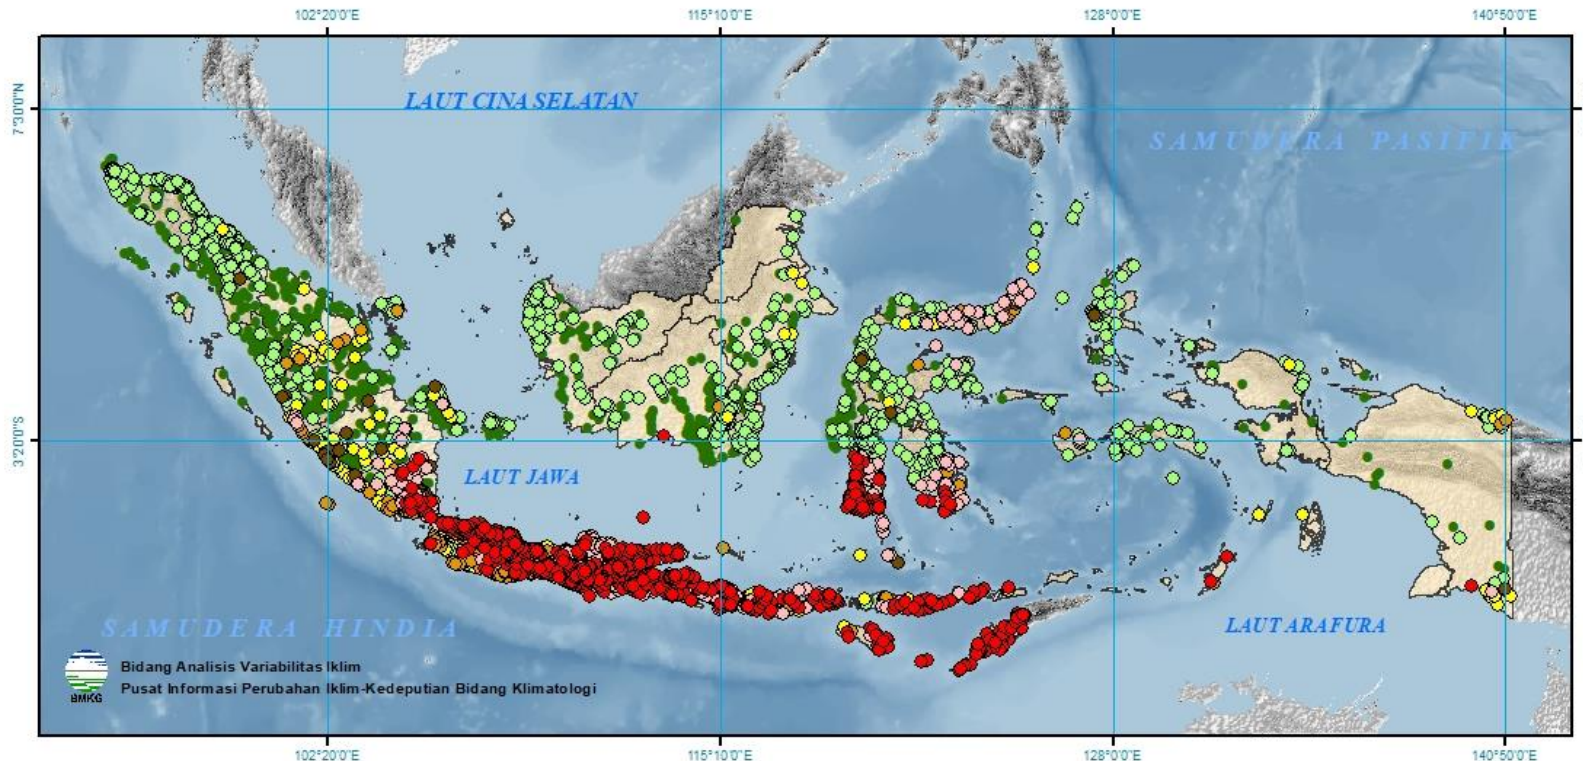 102°20'0"E 115°10'0"E 128°0'0"E 140°50'0"E
7°30'0"N
LAUT CINA SELATAN
SAMUDERA PASIFIK
3°20'0"S
LAUT JAWA
SAMUDERA HINDIA
LAUT ARAFURA
Bidang Analisis Variabilitas Iklim
Pusat Informasi Perubahan Iklim-Kedeputian Bidang Klimatologi
BMKG
102°20'0"E 115°10'0"E 128°0'0"E 140°50'0"E